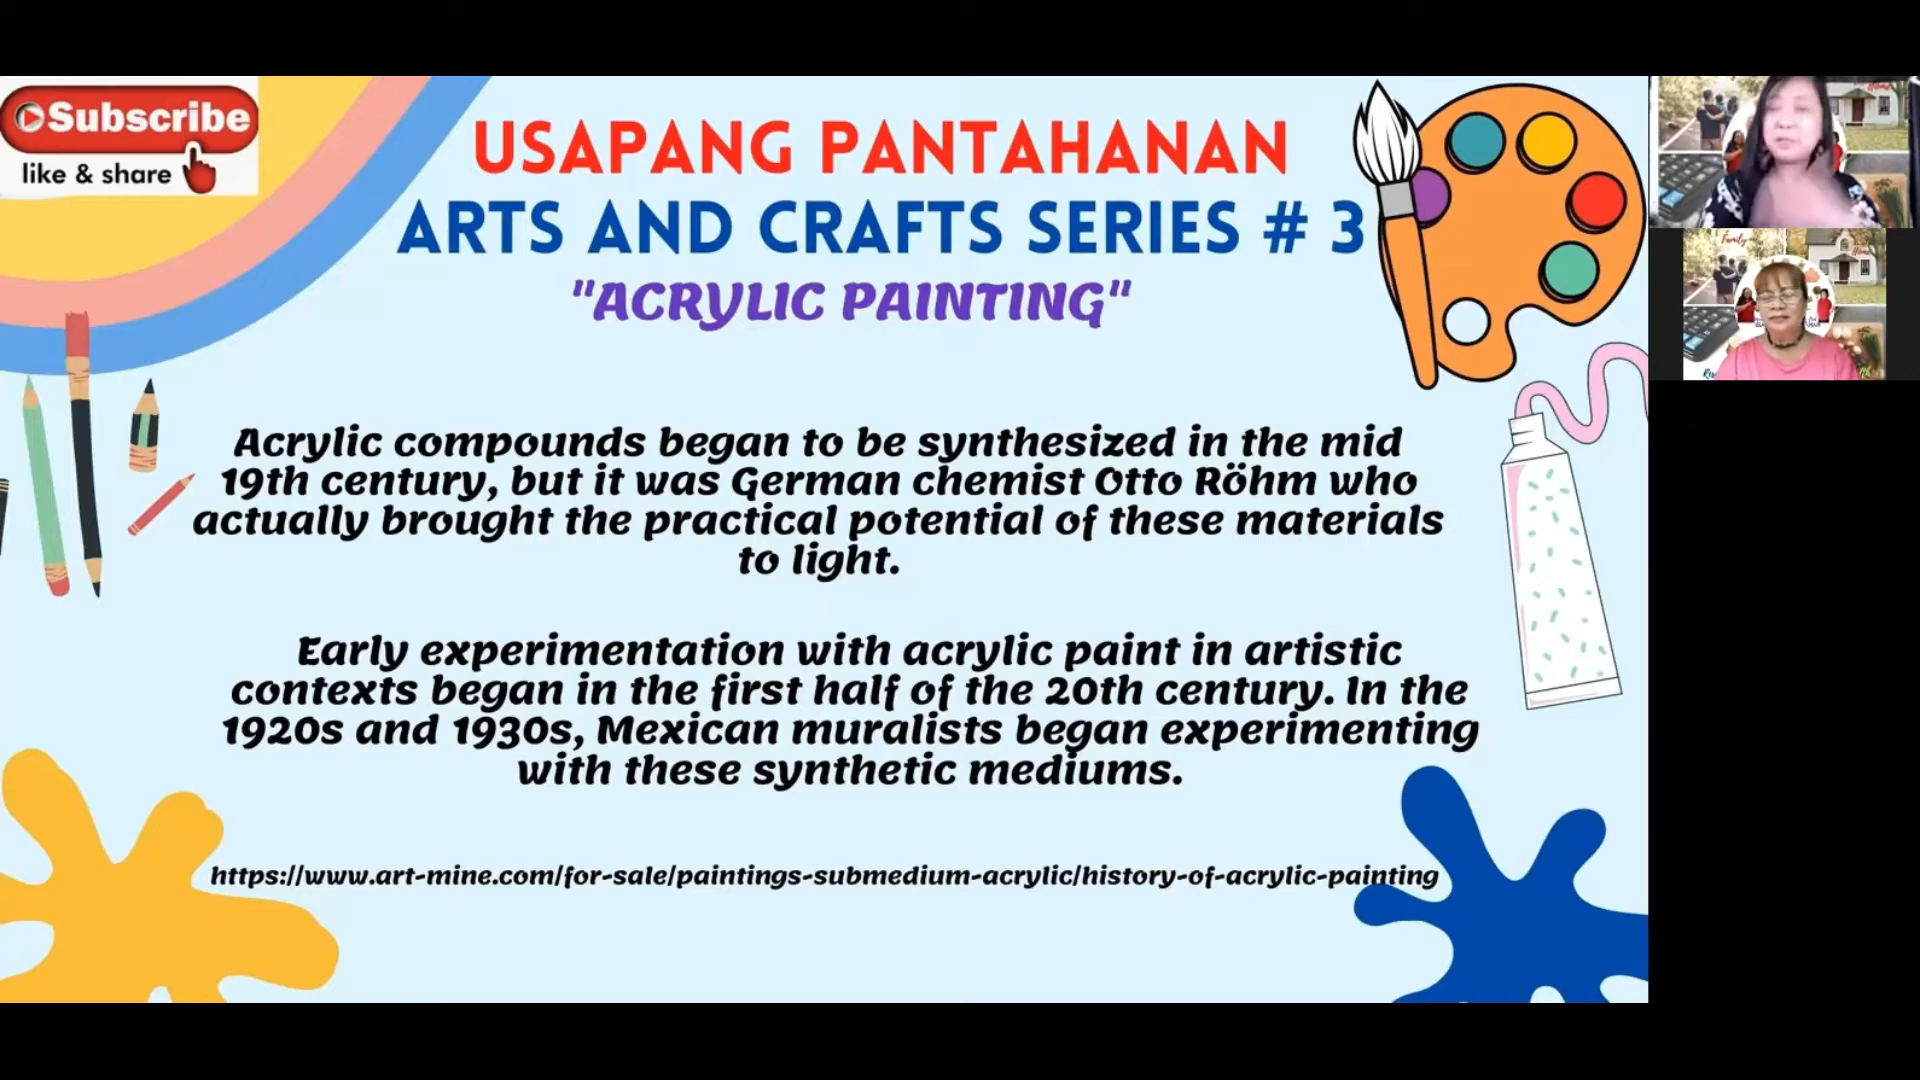 Subscribe
like & share
USAPANG PANTAHANAN
ARTS AND CRAFTS SERIES # 3
"ACRYLIC PAINTING"
Acrylic compounds began to be synthesized in the mid
19th century, but it was German chemist Otto Röhm who
actually brought the practical potential of these materials
to light.
Early experimentation with acrylic paint in artistic
contexts began in the first half of the 20th century. In the
1920s and 1930s, Mexican muralists began experimenting
with these synthetic mediums.
https://www.art-mine.com/for-sale/paintings-submedium-acrylic/history-of-acrylic-painting
Family